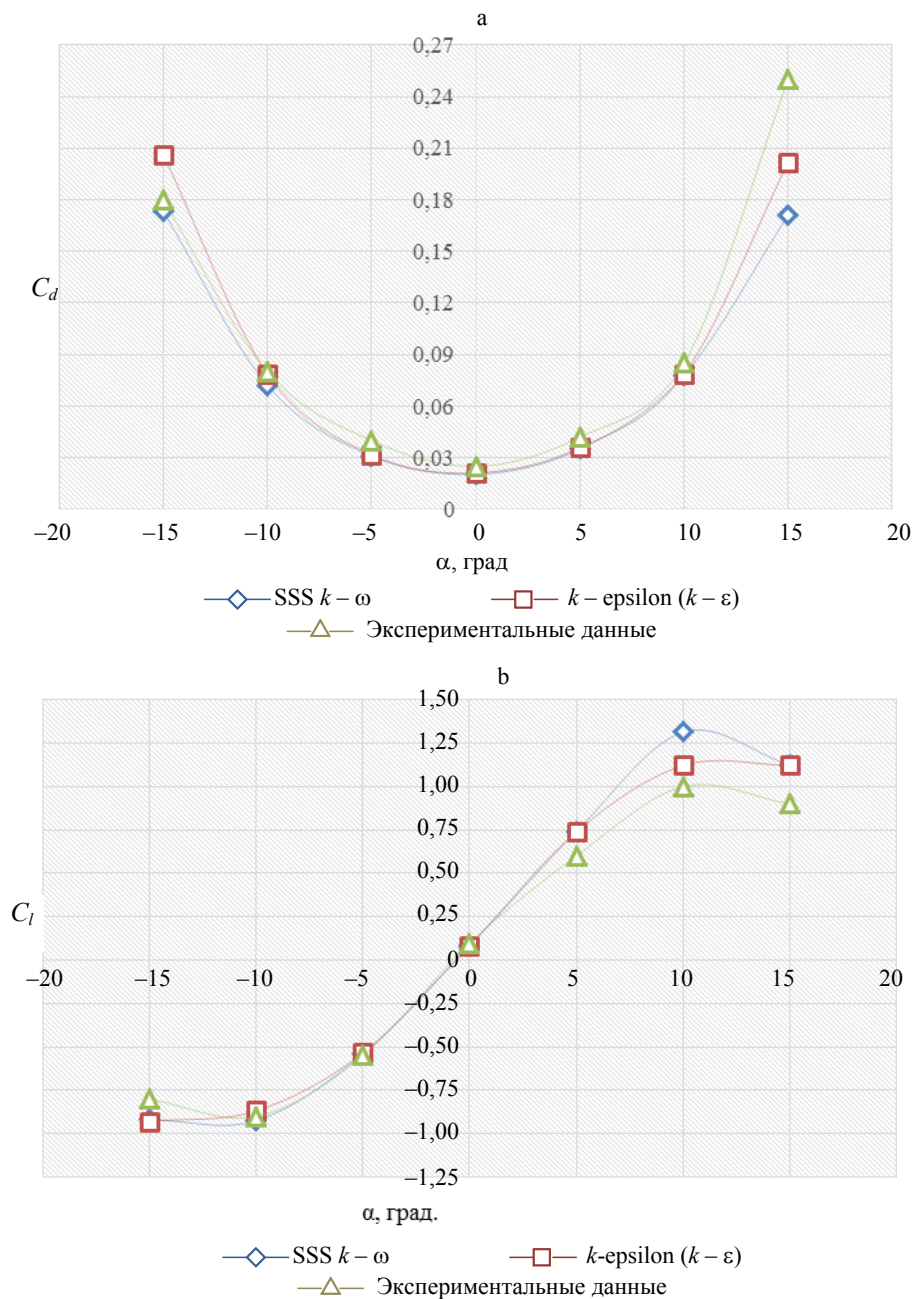 a
0,27
0,24
0,21
0,18
0,15
C_d
0,12
0,09
0,06
0,03
0
–20 –15 –10 –5 0 5 10 15 20
α, град
SSS k – ω k – epsilon (k – ε)
Экспериментальные данные
b
1,50
1,25
1,00
0,75
0,50
0,25
C_l
0
–20 –15 –10 –5 0 5 10 15 20
–0,25
–0,50
–0,75
–1,00
–1,25
α, град.
SSS k – ω k-epsilon (k – ε)
Экспериментальные данные